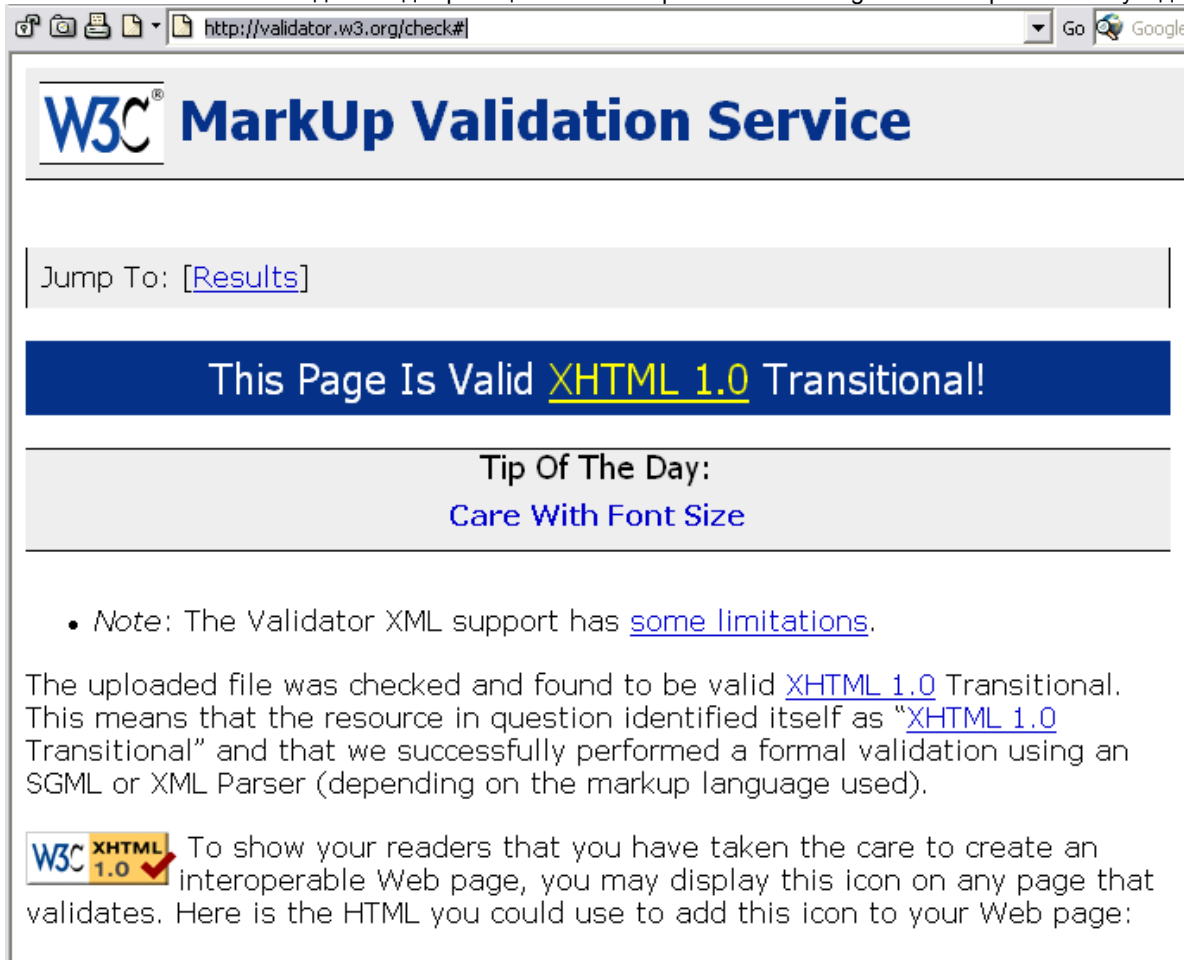 http://validator.w3.org/check#
Go
Google
W3C® MarkUp Validation Service
Jump To: [Results]
This Page Is Valid XHTML 1.0 Transitional!
Tip Of The Day:
Care With Font Size
• Note: The Validator XML support has some limitations.
The uploaded file was checked and found to be valid XHTML 1.0 Transitional.
This means that the resource in question identified itself as “XHTML 1.0
Transitional” and that we successfully performed a formal validation using an
SGML or XML Parser (depending on the markup language used).
W3C XHTML 1.0
To show your readers that you have taken the care to create an
interoperable Web page, you may display this icon on any page that
validates. Here is the HTML you could use to add this icon to your Web page: